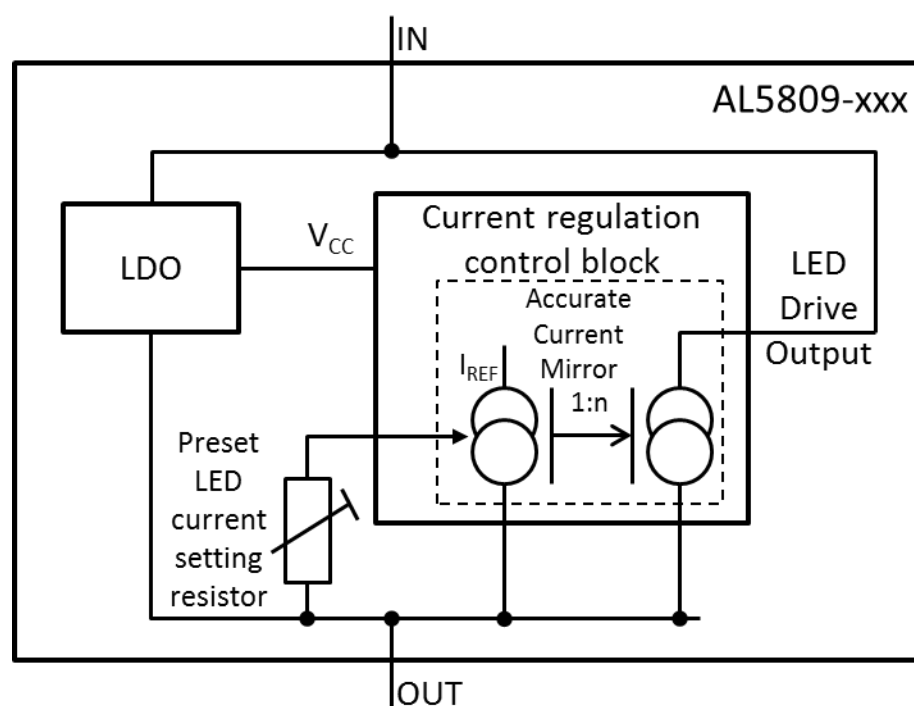 IN
AL5809-xxx
LDO
VCC
Current regulation
control block
Accurate
Current
Mirror
1:n
IREF
LED
Drive
Output
Preset
LED
current
setting
resistor
OUT